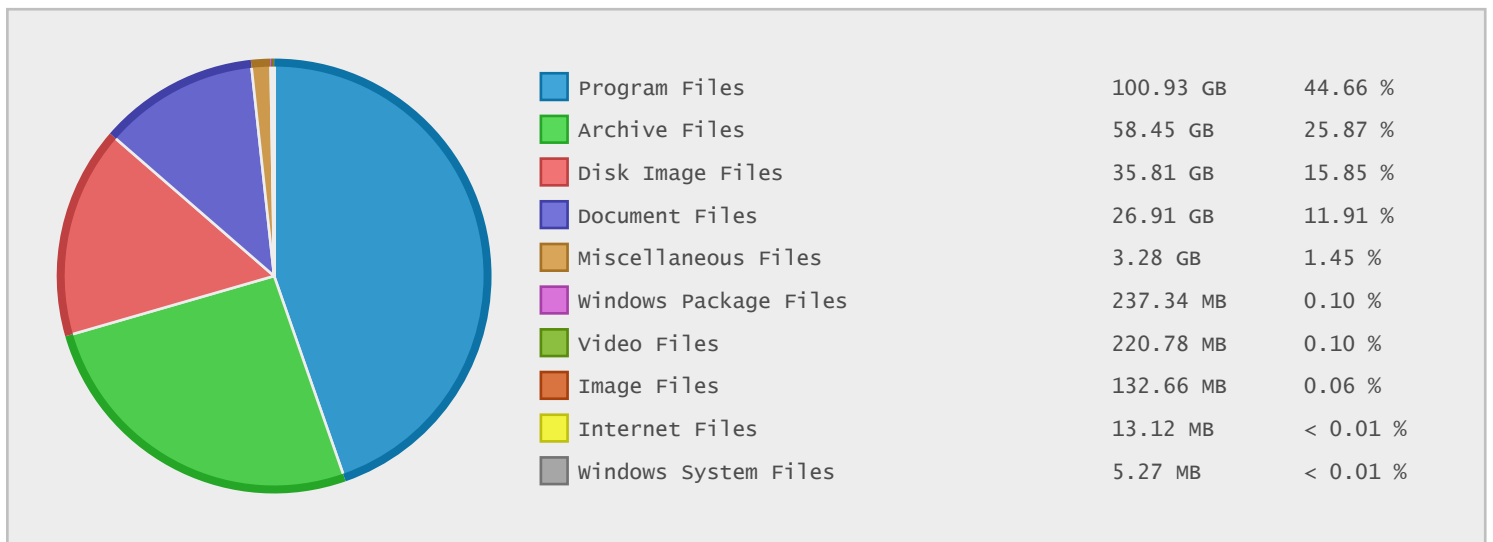 Program Files 100.93 GB 44.66 %
Archive Files 58.45 GB 25.87 %
Disk Image Files 35.81 GB 15.85 %
Document Files 26.91 GB 11.91 %
Miscellaneous Files 3.28 GB 1.45 %
Windows Package Files 237.34 MB 0.10 %
Video Files 220.78 MB 0.10 %
Image Files 132.66 MB 0.06 %
Internet Files 13.12 MB < 0.01 %
Windows System Files 5.27 MB < 0.01 %